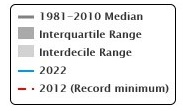 1981-2010 Median
Interquartile Range
Interdecile Range
2022
2012 (Record minimum)